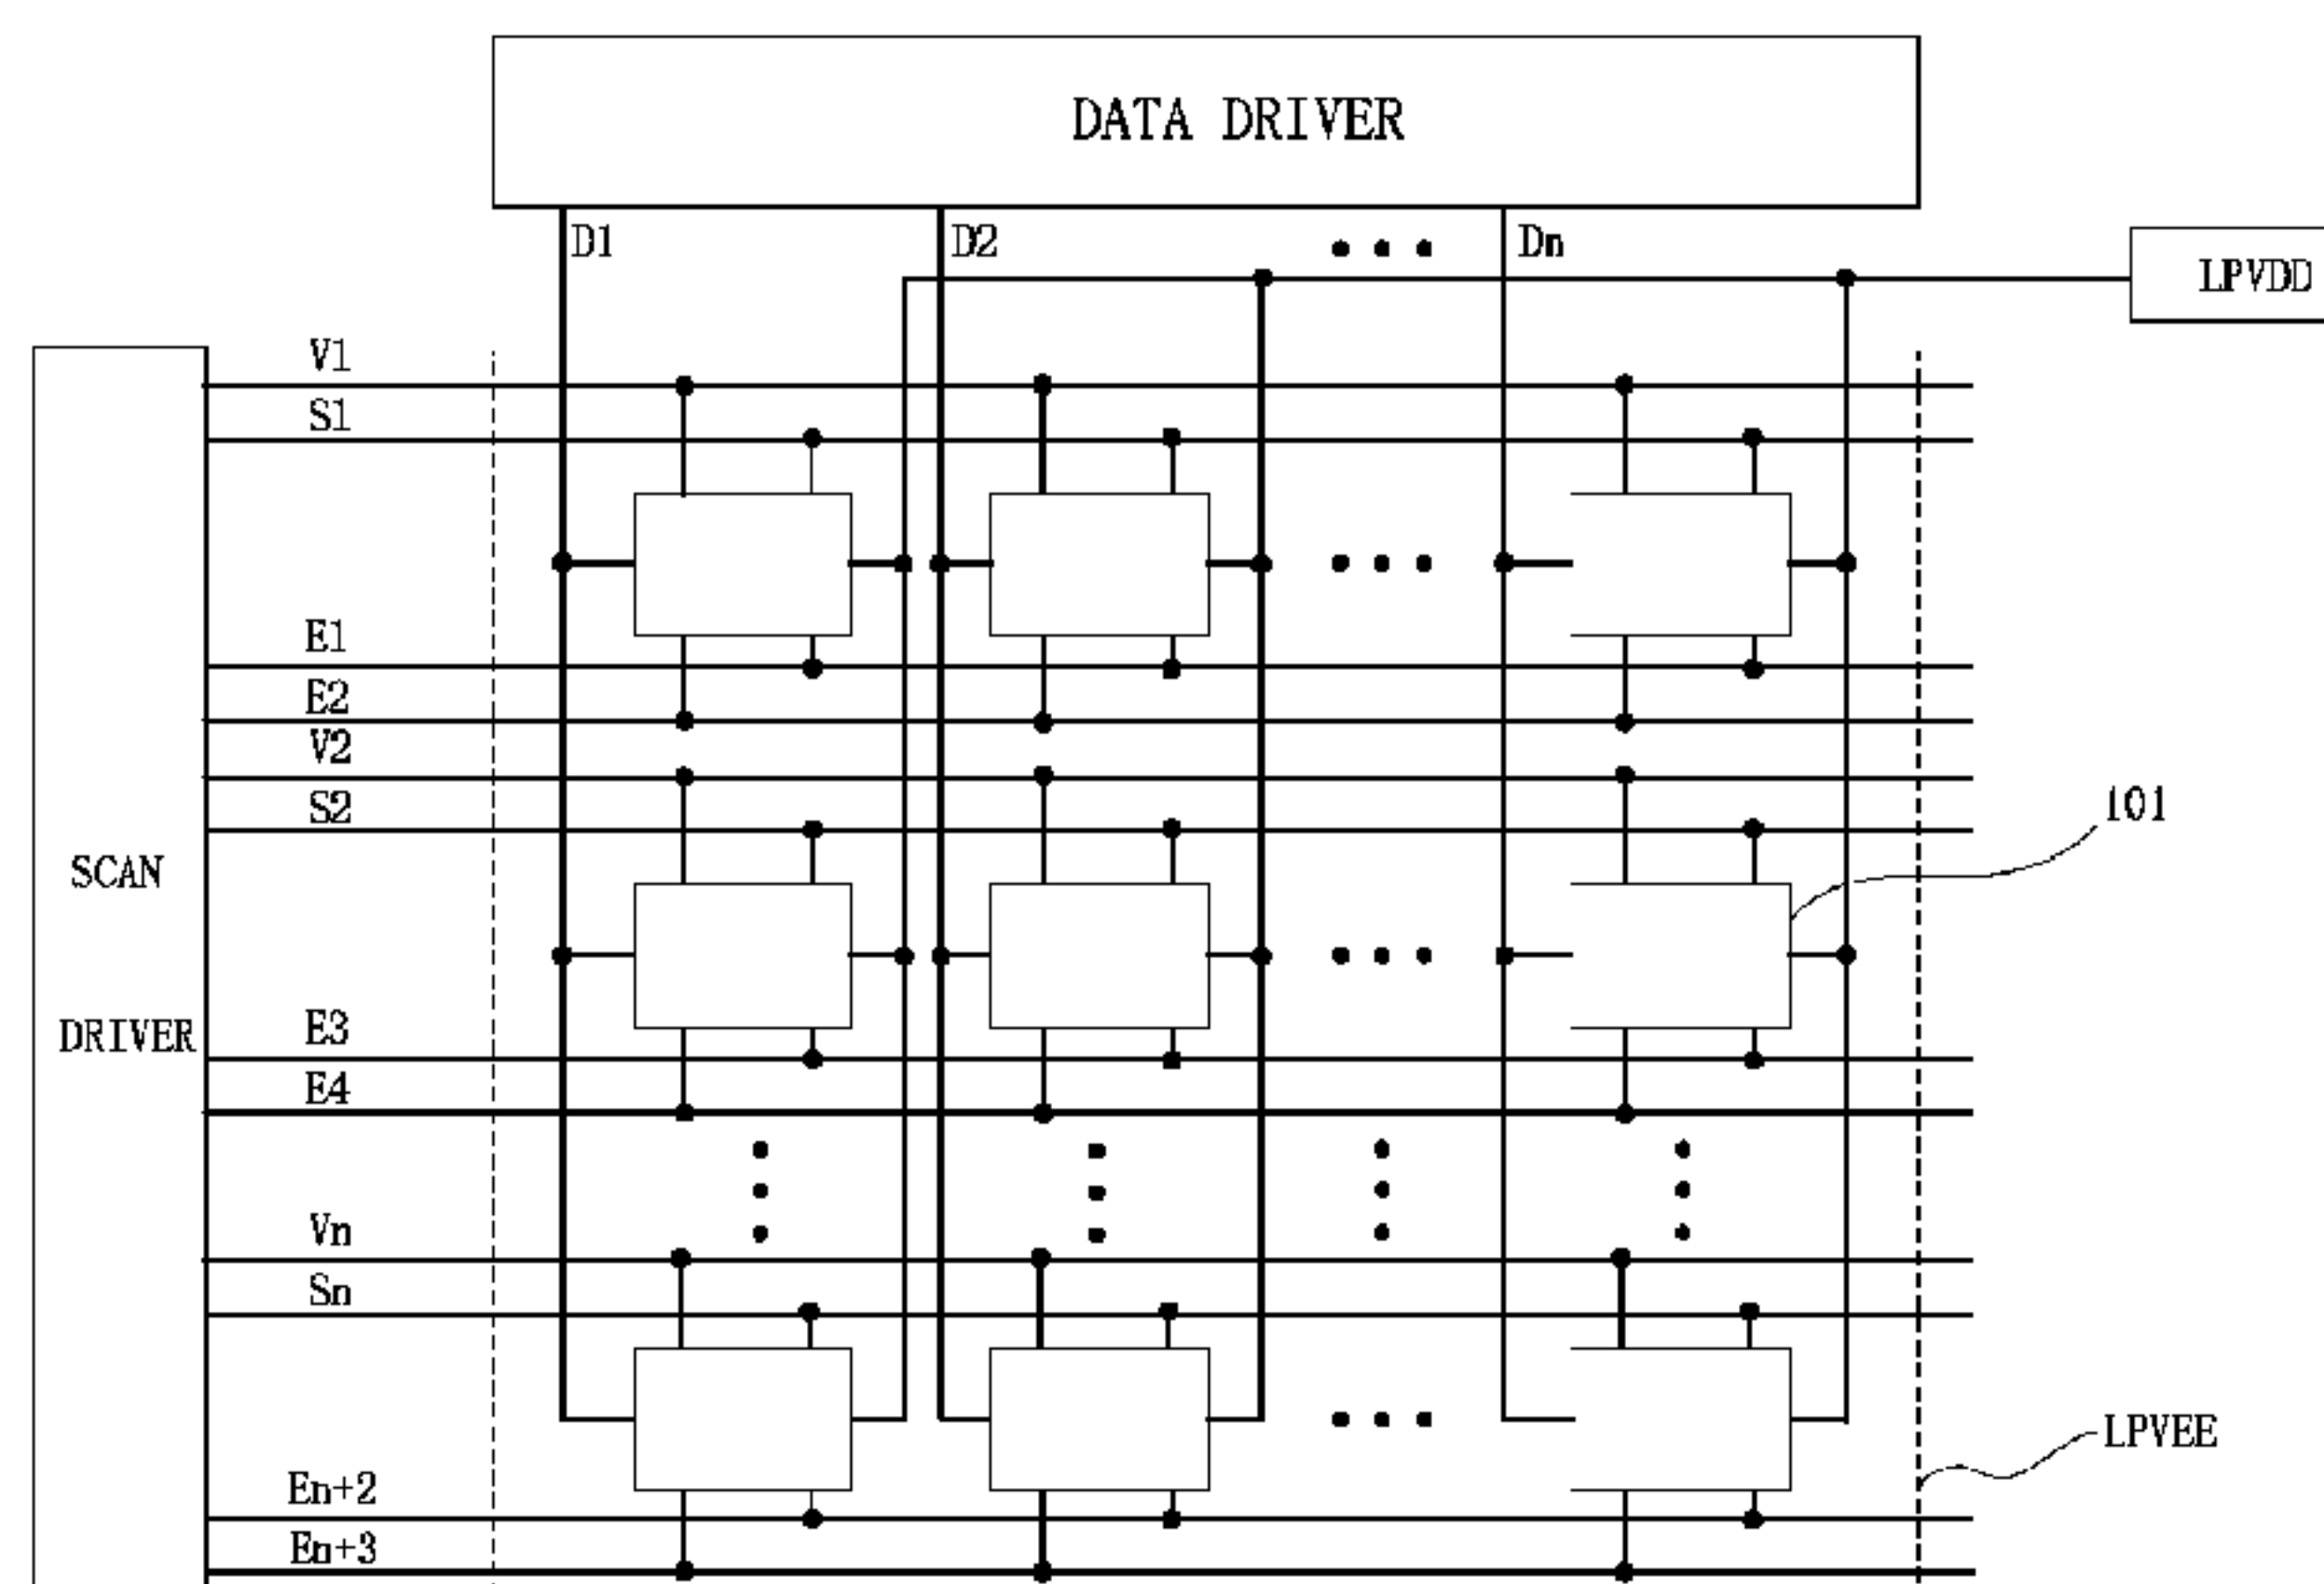 DATA DRIVER
D1
D2
Dn
LPVDD
V1
S1
E1
E2
V2
S2
101
SCAN
DRIVER
E3
E4
Vn
Sn
LPVEE
En+2
En+3